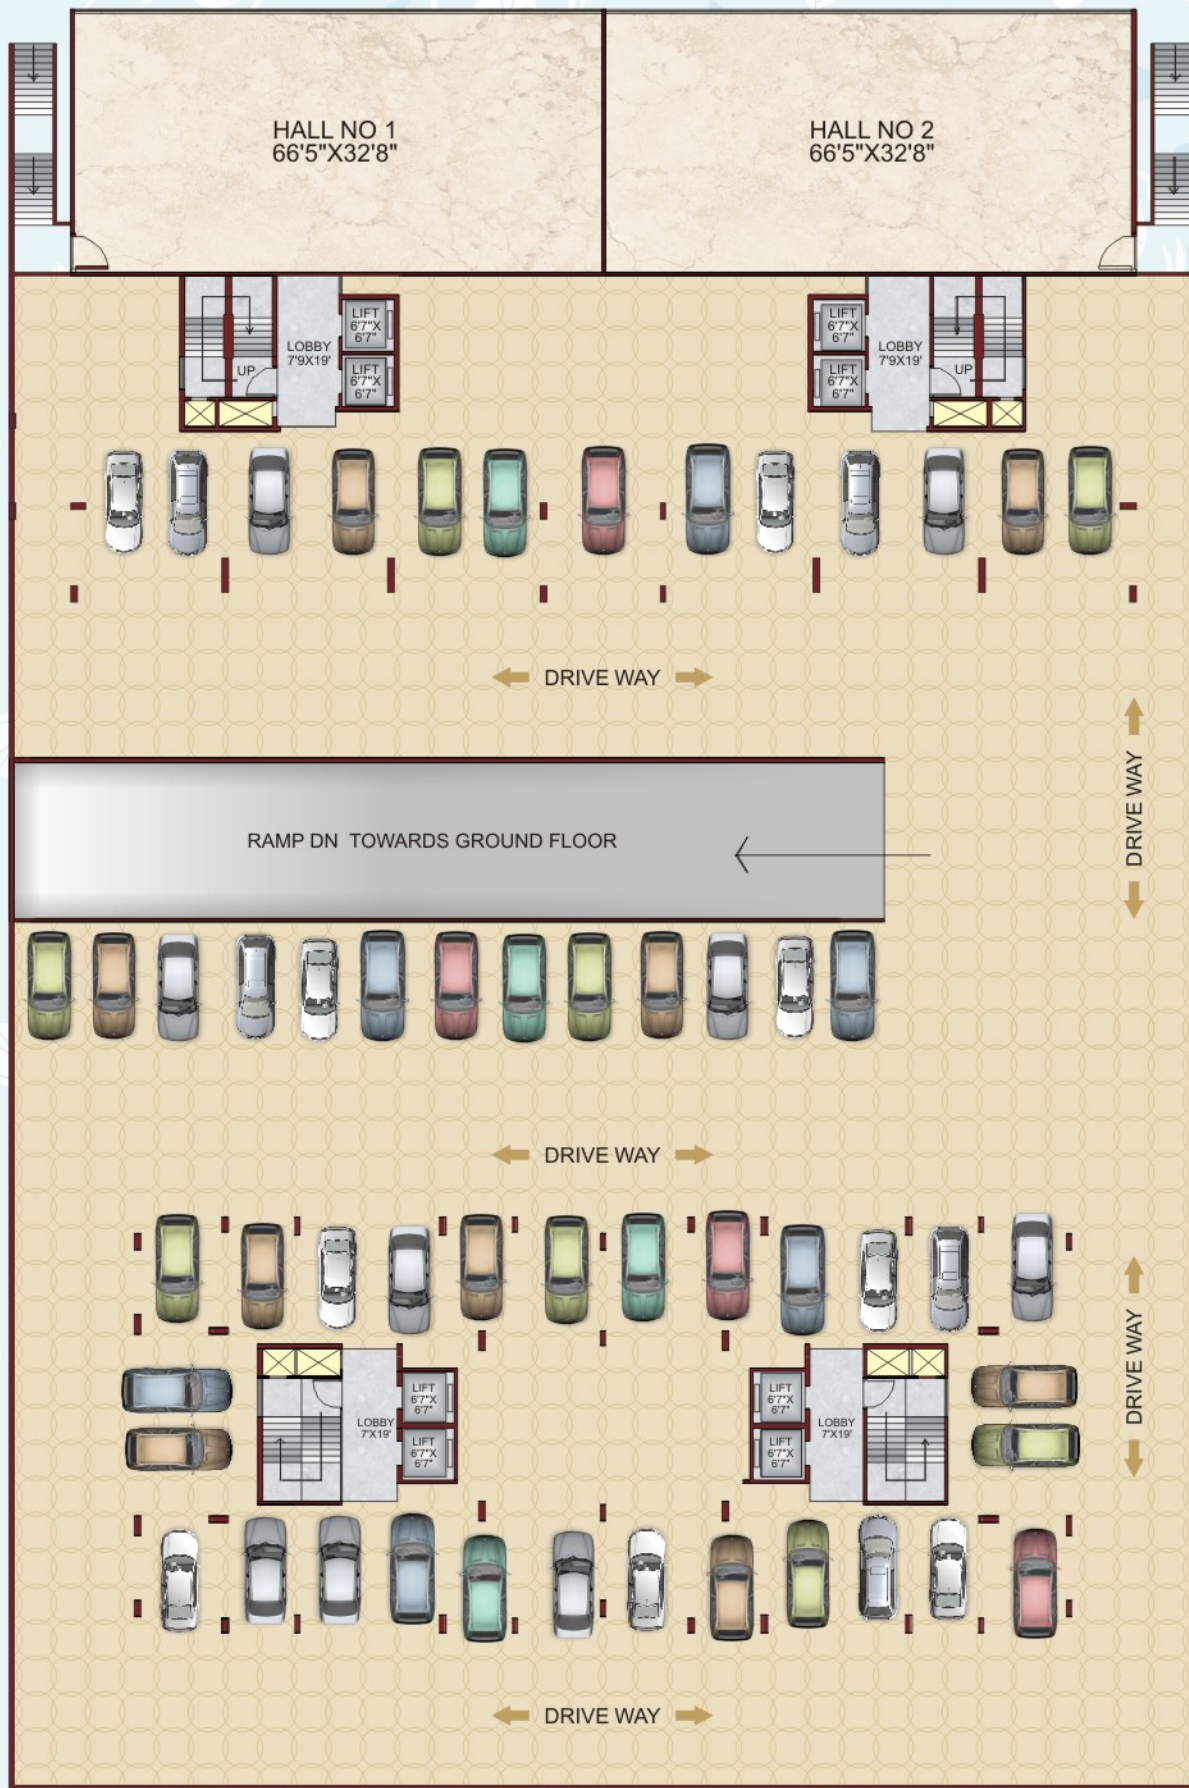 HALL NO 1
66'5"X32'8"
HALL NO 2
66'5"X32'8"
LIFT
6'7"X
6'7"
LOBBY
7'9X19'
UP
LIFT
6'7"X
6'7"
LIFT
6'7"X
6'7"
LOBBY
7'9X19'
UP
LIFT
6'7"X
6'7"
DRIVE WAY
DRIVE WAY
RAMP DN TOWARDS GROUND FLOOR
DRIVE WAY
DRIVE WAY
LIFT
6'7"X
6'7"
LOBBY
7'X19'
LIFT
6'7"X
6'7"
LIFT
6'7"X
6'7"
LOBBY
7'X19'
LIFT
6'7"X
6'7"
DRIVE WAY